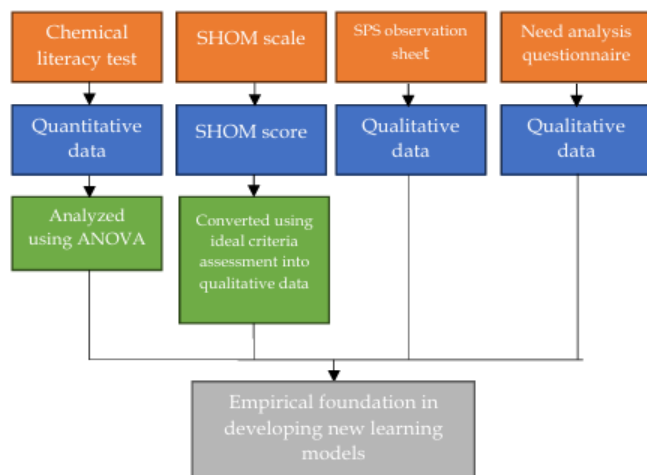 Chemical
literacy test
SHOM scale
SPS observation
sheet
Need analysis
questionnaire
Quantitative
data
SHOM score
Qualitative
data
Qualitative
data
Analyzed
using ANOVA
Converted using
ideal criteria
assessment into
qualitative data
Empirical foundation in
developing new learning
models